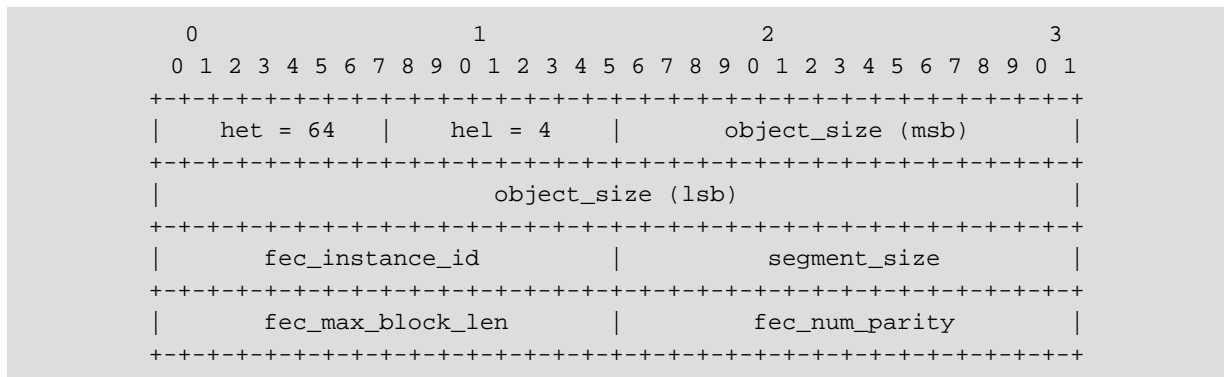 0 1 2 3
0 1 2 3 4 5 6 7 8 9 0 1 2 3 4 5 6 7 8 9 0 1 2 3 4 5 6 7 8 9 0 1
+-+-+-+-+-+-+-+-+-+-+-+-+-+-+-+-+-+-+-+-+-+-+-+-+-+-+-+-+-+-+-+-+
| het = 64 | hel = 4 | object_size (msb) |
+-+-+-+-+-+-+-+-+-+-+-+-+-+-+-+-+-+-+-+-+-+-+-+-+-+-+-+-+-+-+-+-+
| object_size (lsb) |
+-+-+-+-+-+-+-+-+-+-+-+-+-+-+-+-+-+-+-+-+-+-+-+-+-+-+-+-+-+-+-+-+
| fec_instance_id | segment_size |
+-+-+-+-+-+-+-+-+-+-+-+-+-+-+-+-+-+-+-+-+-+-+-+-+-+-+-+-+-+-+-+-+
| fec_max_block_len | fec_num_parity |
+-+-+-+-+-+-+-+-+-+-+-+-+-+-+-+-+-+-+-+-+-+-+-+-+-+-+-+-+-+-+-+-+